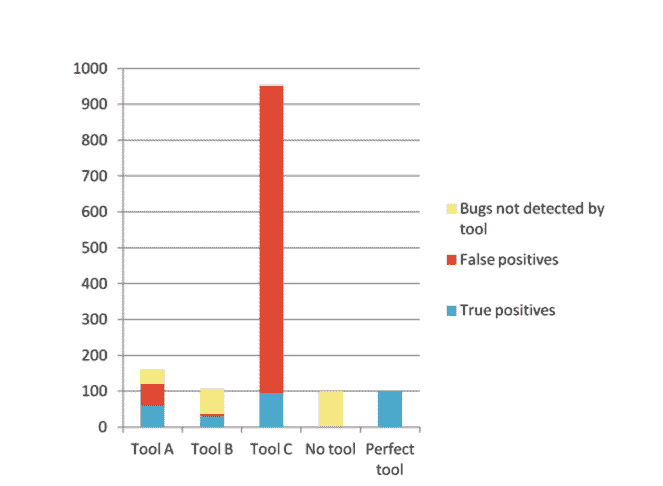 1000
900
800
700
600
500
400
300
200
100
0
Tool A
Tool B
Tool C
No tool
Perfect
tool
Bugs not detected by
tool
False positives
True positives